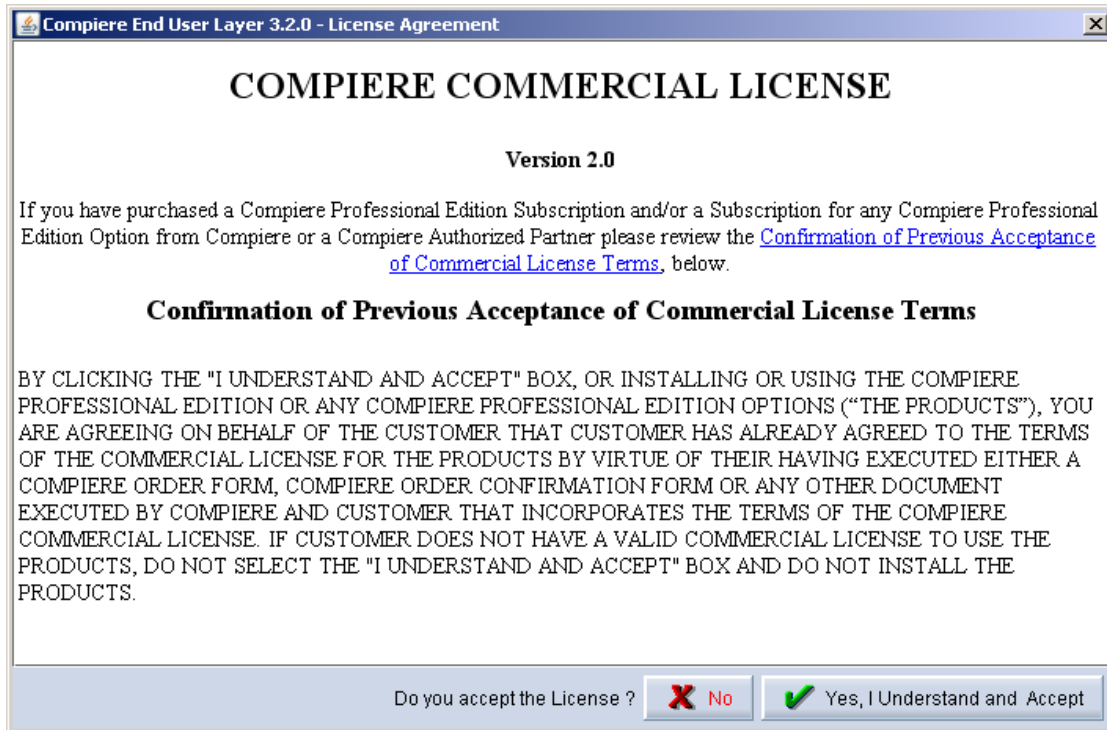 Compiere End User Layer 3.2.0 - License Agreement
COMPIERE COMMERCIAL LICENSE
Version 2.0
If you have purchased a Compiere Professional Edition Subscription and/or a Subscription for any Compiere Professional
Edition Option from Compiere or a Compiere Authorized Partner please review the Confirmation of Previous Acceptance
of Commercial License Terms, below.
Confirmation of Previous Acceptance of Commercial License Terms
BY CLICKING THE "I UNDERSTAND AND ACCEPT" BOX, OR INSTALLING OR USING THE COMPIERE
PROFESSIONAL EDITION OR ANY COMPIERE PROFESSIONAL EDITION OPTIONS (“THE PRODUCTS”), YOU
ARE AGREEING ON BEHALF OF THE CUSTOMER THAT CUSTOMER HAS ALREADY AGREED TO THE TERMS
OF THE COMMERCIAL LICENSE FOR THE PRODUCTS BY VIRTUE OF THEIR HAVING EXECUTED EITHER A
COMPIERE ORDER FORM, COMPIERE ORDER CONFIRMATION FORM OR ANY OTHER DOCUMENT
EXECUTED BY COMPIERE AND CUSTOMER THAT INCORPORATES THE TERMS OF THE COMPIERE
COMMERCIAL LICENSE. IF CUSTOMER DOES NOT HAVE A VALID COMMERCIAL LICENSE TO USE THE
PRODUCTS, DO NOT SELECT THE "I UNDERSTAND AND ACCEPT" BOX AND DO NOT INSTALL THE
PRODUCTS.
Do you accept the License ? No Yes, I Understand and Accept